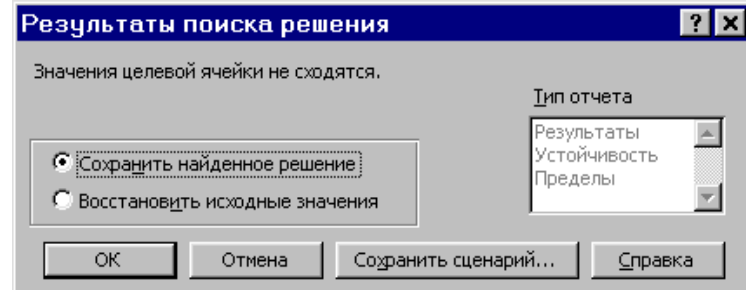 Результаты поиска решения
Значения целевой ячейки не сходятся.
Тип отчета
Результаты
Устойчивость
Пределы
Сохранить найденное решение
Восстановить исходные значения
ОК
Отмена
Сохранить сценарий...
Справка